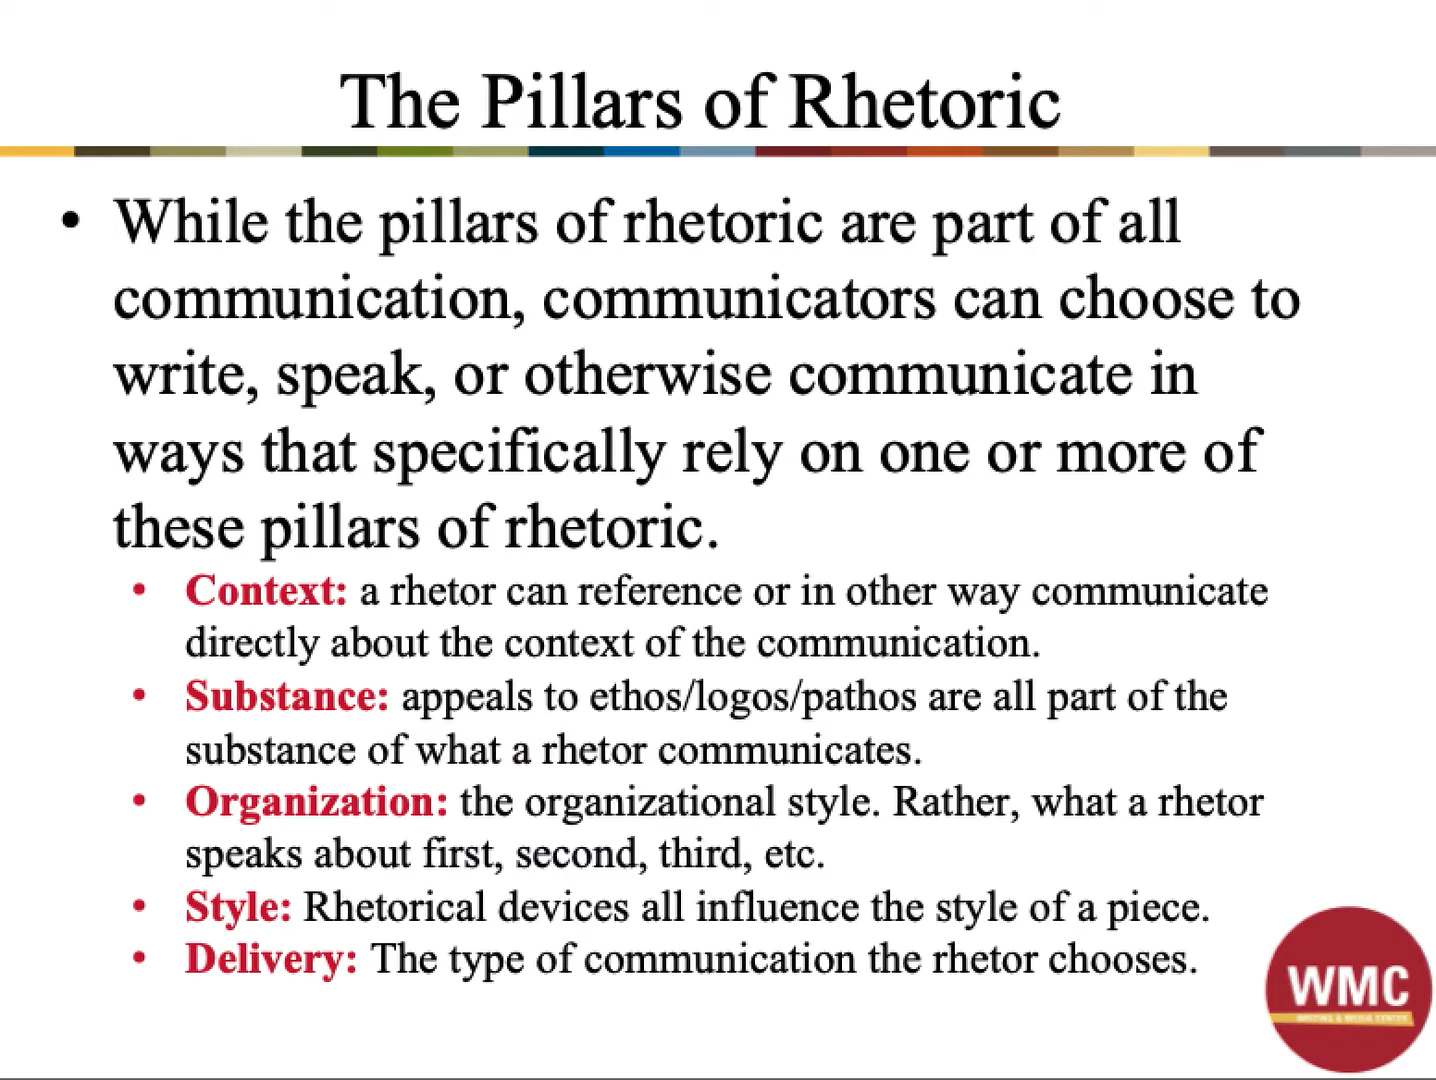 The Pillars of Rhetoric
• While the pillars of rhetoric are part of all
communication, communicators can choose to
write, speak, or otherwise communicate in
ways that specifically rely on one or more of
these pillars of rhetoric.
• Context: a rhetor can reference or in other way communicate
directly about the context of the communication.
• Substance: appeals to ethos/logos/pathos are all part of the
substance of what a rhetor communicates.
• Organization: the organizational style. Rather, what a rhetor
speaks about first, second, third, etc.
• Style: Rhetorical devices all influence the style of a piece.
• Delivery: The type of communication the rhetor chooses.
WMC
WRITING & MEDIA CENTER